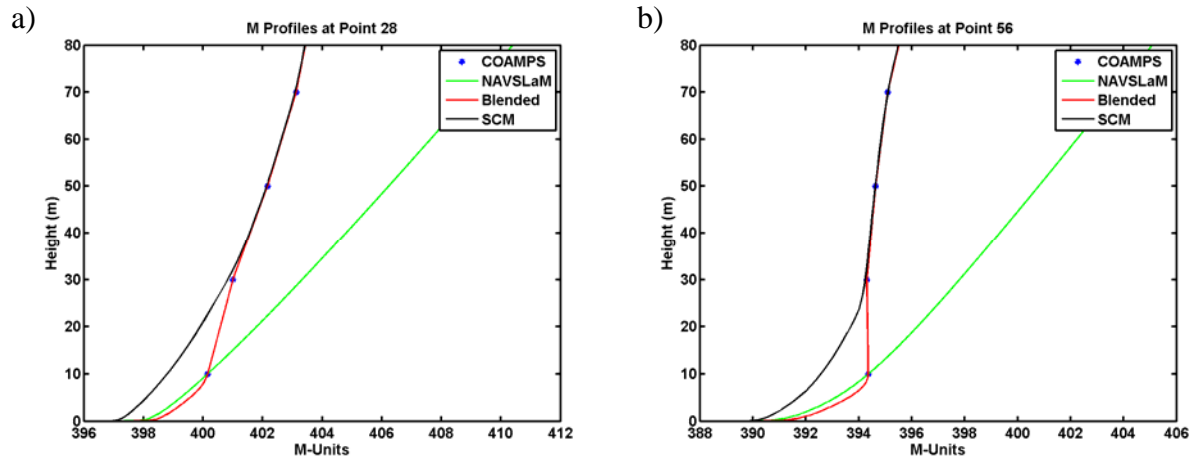 a)
M Profiles at Point 28
80
70
60
50
40
30
20
10
0
Height (m)
396 398 400 402 404 406 408 410 412
M-Units
COAMPS
NAVSLaM
Blended
SCM
b)
M Profiles at Point 56
80
70
60
50
40
30
20
10
0
Height (m)
388 390 392 394 396 398 400 402 404 406
M-Units
COAMPS
NAVSLaM
Blended
SCM